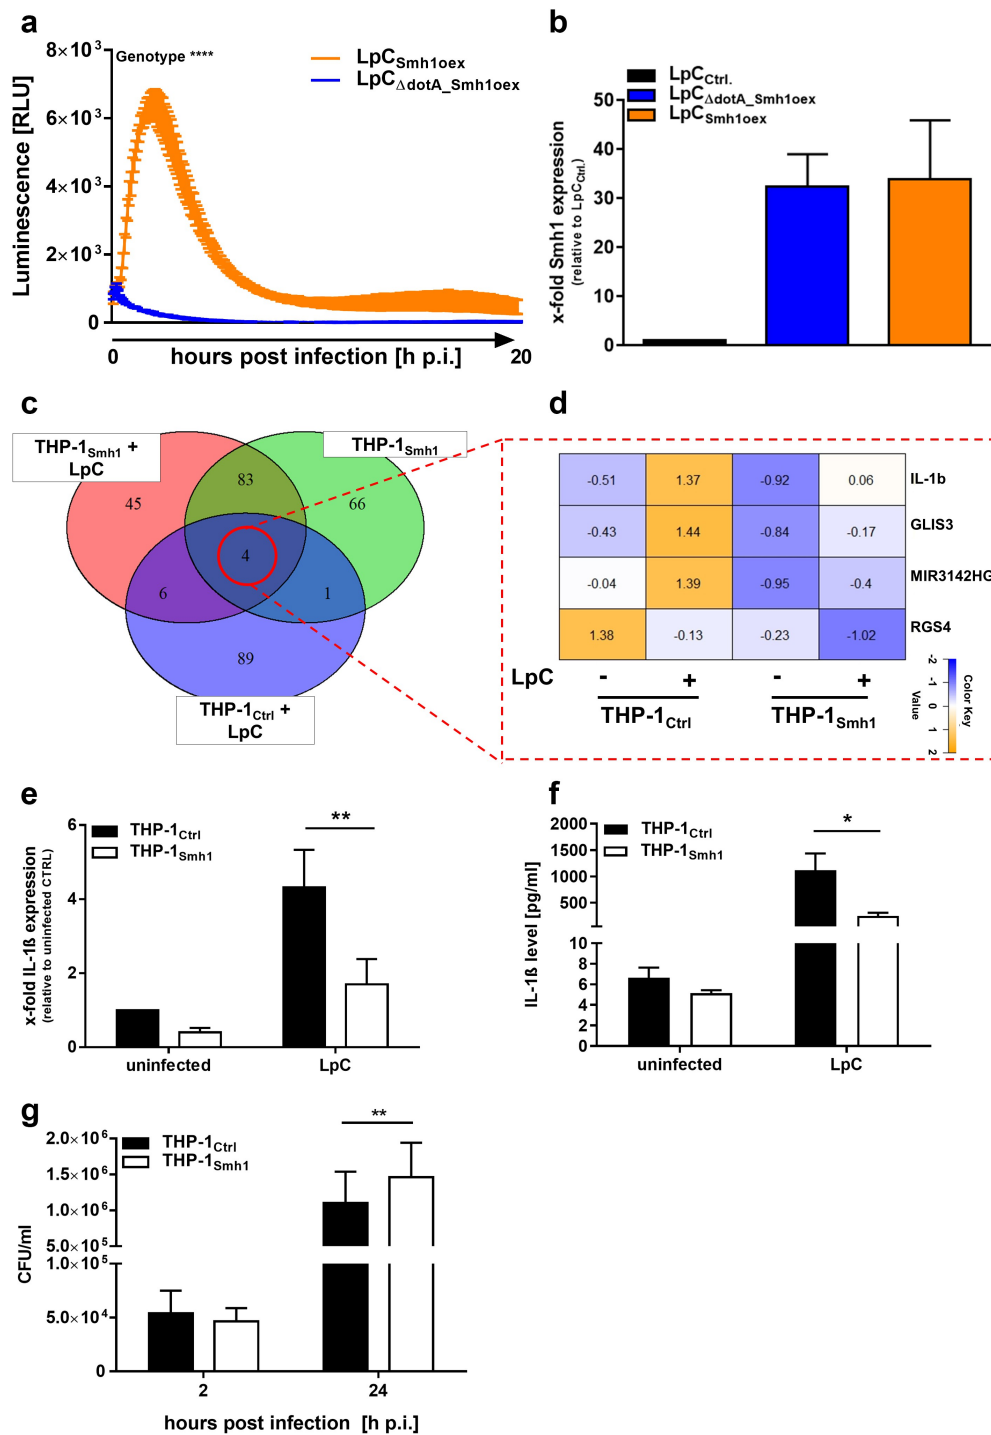 a
Genotype ****
LpCSmh1oex
LpCΔdotA_Smh1oex
Luminescence [RLU]
8×10³
6×10³
4×10³
2×10³
0
0
20
hours post infection [h p.i.]
b
LpCCtrl.
LpCΔdotA_Smh1oex
LpCSmh1oex
x-fold Smh1 expression
(relative to LpCCtrl.)
50
40
30
20
10
0
c
THP-1Smh1 +
LpC
THP-1Smh1
45
83
66
4
6
1
89
THP-1Ctrl +
LpC
d
-0.51 1.37 -0.92 0.06 IL-1b
-0.43 1.44 -0.84 -0.17 GLIS3
-0.04 1.39 -0.95 -0.4 MIR3142HG
1.38 -0.13 -0.23 -1.02 RGS4
LpC - + - +
THP-1Ctrl THP-1Smh1
Color Key
Value
-2 -1 0 1 2
e
THP-1Ctrl
THP-1Smh1
**
x-fold IL-1ß expression
(relative to uninfected CTRL)
6
4
2
0
uninfected LpC
f
THP-1Ctrl
THP-1Smh1
*
IL-1ß level [pg/ml]
2000
1500
1000
500
10
8
6
4
2
0
uninfected LpC
g
THP-1Ctrl
THP-1Smh1
**
CFU/ml
2.0×10⁶
1.5×10⁶
1.0×10⁶
5.0×10⁵
1.0×10⁵
5.0×10⁴
0
2 24
hours post infection [h p.i.]